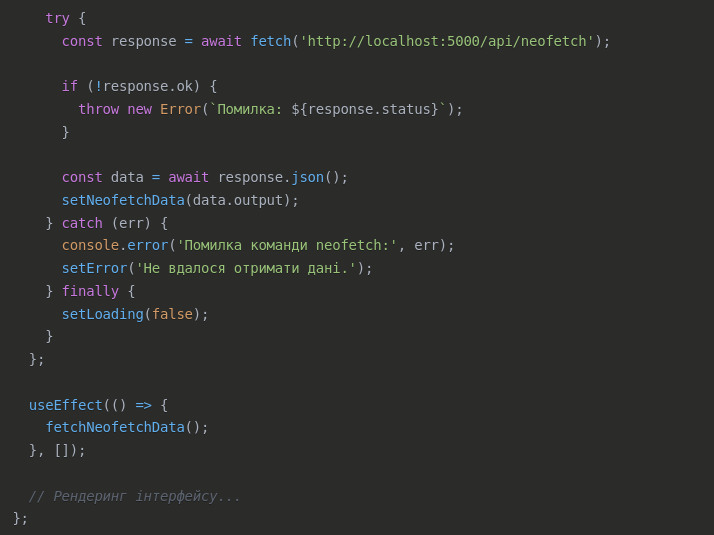 try {
      const response = await fetch('http://localhost:5000/api/neofetch');

      if (!response.ok) {
        throw new Error(`Помилка: ${response.status}`);
      }

      const data = await response.json();
      setNeofetchData(data.output);
    } catch (err) {
      console.error('Помилка команди neofetch:', err);
      setError('Не вдалося отримати дані.');
    } finally {
      setLoading(false);
    }
  };

  useEffect(() => {
    fetchNeofetchData();
  }, []);

  // Рендеринг інтерфейсу...
};